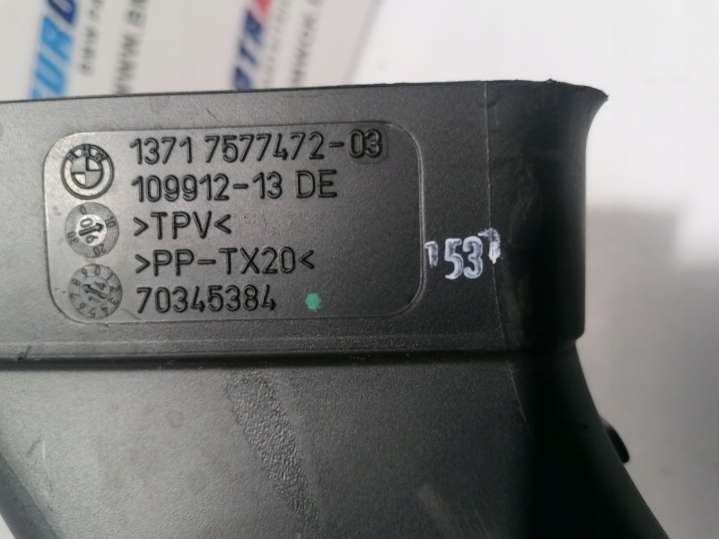 1371 7577472-03
109912-13 DE
>TPV<
>PP-TX20<
70345384
'537